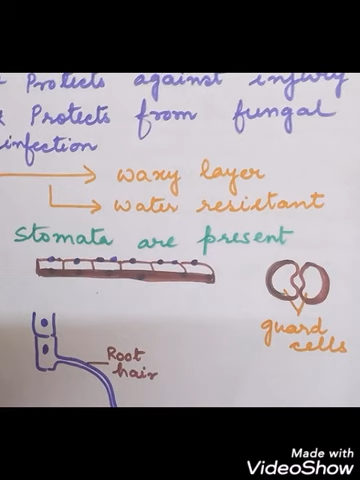 Protects against injury
Protects from fungal
infection
waxy layer
water resistant
Stomata are present
guard
cells
Root
hair
Made with
VideoShow